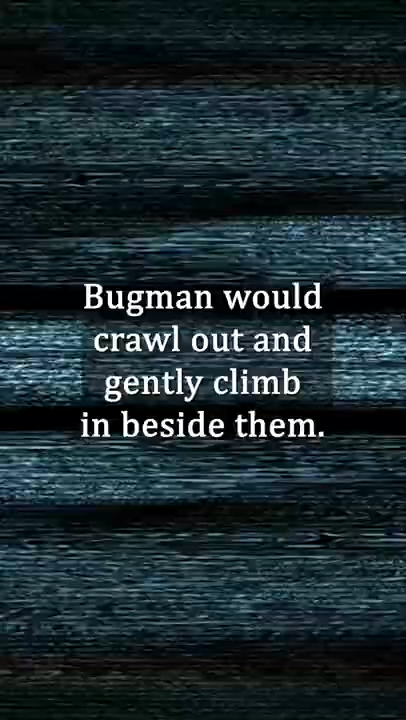 Bugman would
crawl out and
gently climb
in beside them.